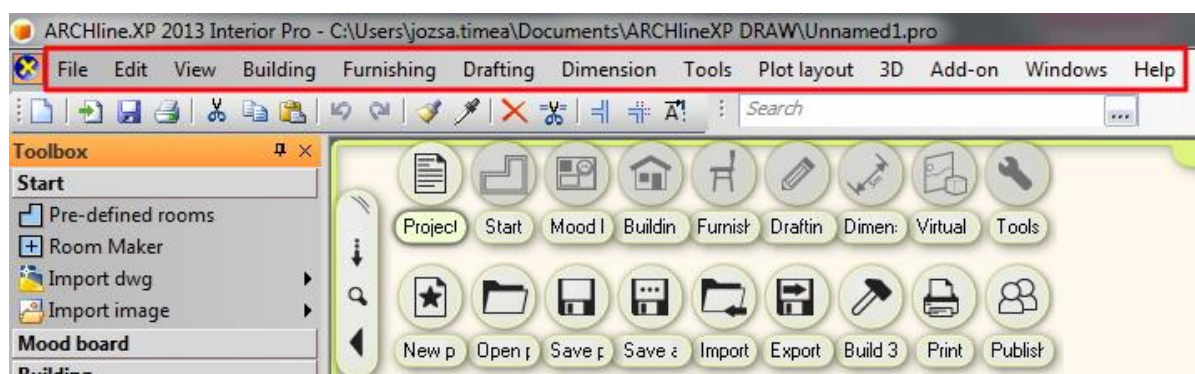 ARCHline.XP 2013 Interior Pro - C:\Users\jozsa.timea\Documents\ARCHlineXP DRAW\Unnamed1.pro
File Edit View Building Furnishing Drafting Dimension Tools Plot layout 3D Add-on Windows Help
Search ...
Toolbox
Start
Pre-defined rooms
Room Maker
Import dwg
Import image
Mood board
Building
Project Start Mood l Buildin Furnish Draftin Dimen: Virtual Tools
New p Open p Save p Save a Import Export Build 3 Print Publish